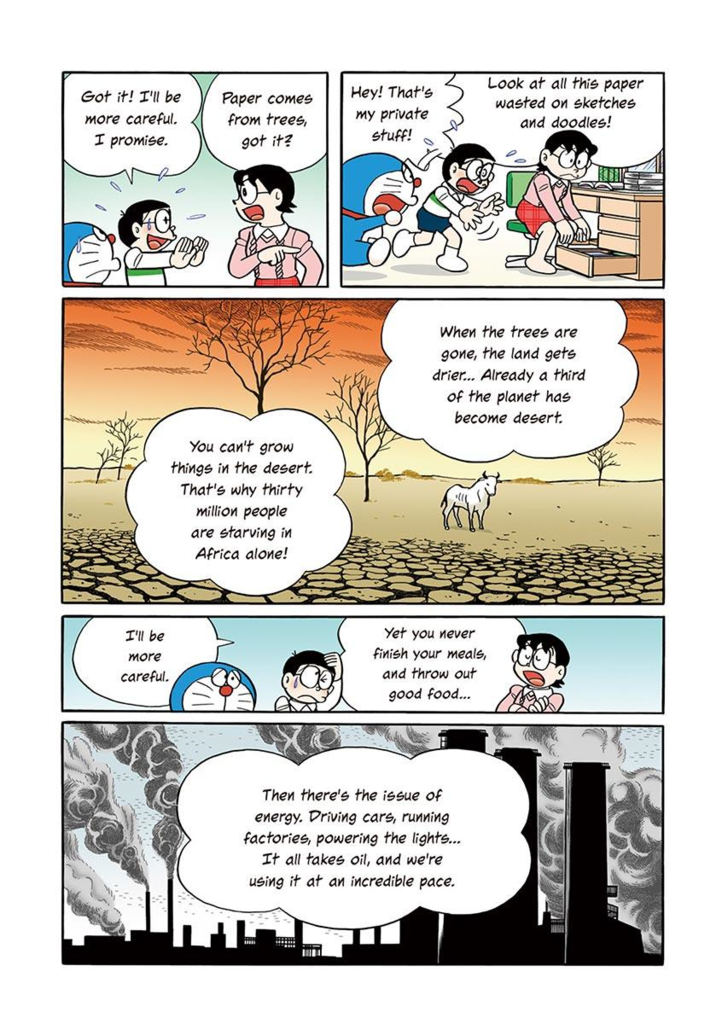 Got it! I'll be
more careful.
I promise.
Paper comes
from trees,
got it?
Hey! That's
my private
stuff!
Look at all this paper
wasted on sketches
and doodles!
When the trees are
gone, the land gets
drier... Already a third
of the planet has
become desert.
You can't grow
things in the desert.
That's why thirty
million people
are starving in
Africa alone!
I'll be
more
careful.
Yet you never
finish your meals,
and throw out
good food...
Then there's the issue of
energy. Driving cars, running
factories, powering the lights...
It all takes oil, and we're
using it at an incredible pace.